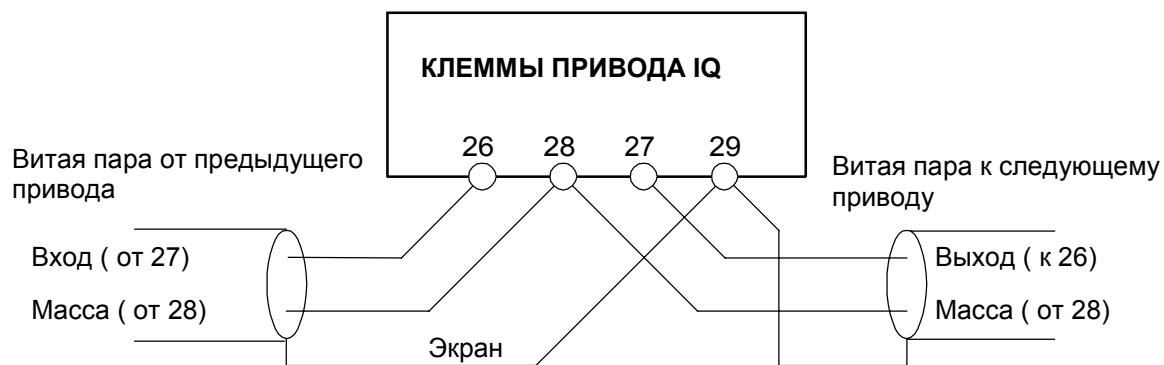 КЛЕММЫ ПРИВОДА IQ
26 28 27 29
Витая пара от предыдущего
привода
Вход ( от 27)
Масса ( от 28)
Экран
Витая пара к следующему
приводу
Выход ( к 26)
Масса ( от 28)